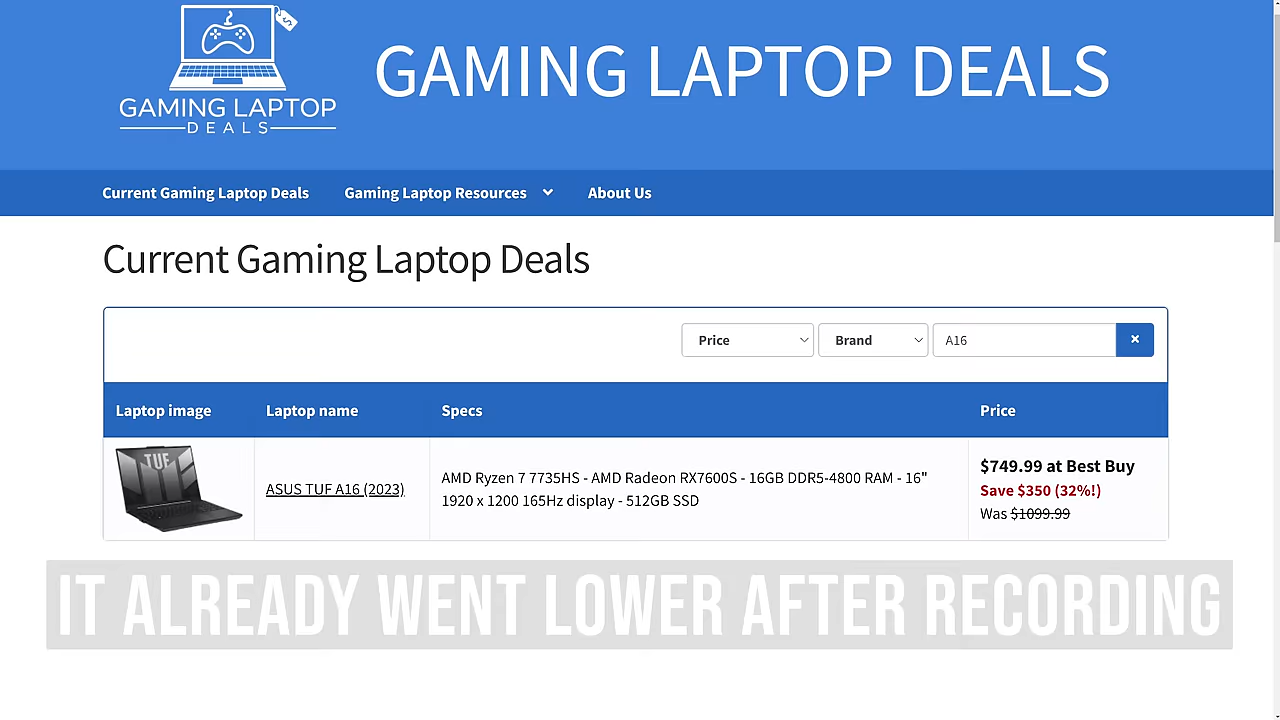 GAMING LAPTOP
DEALS
GAMING LAPTOP DEALS
Current Gaming Laptop Deals
Gaming Laptop Resources
About Us
Current Gaming Laptop Deals
Price
Brand
A16
Laptop image
Laptop name
Specs
Price
TUF
ASUS TUF A16 (2023)
AMD Ryzen 7 7735HS - AMD Radeon RX7600S - 16GB DDR5-4800 RAM - 16"
1920 x 1200 165Hz display - 512GB SSD
$749.99 at Best Buy
Save $350 (32%!)
Was $1099.99
IT ALREADY WENT LOWER AFTER RECORDING